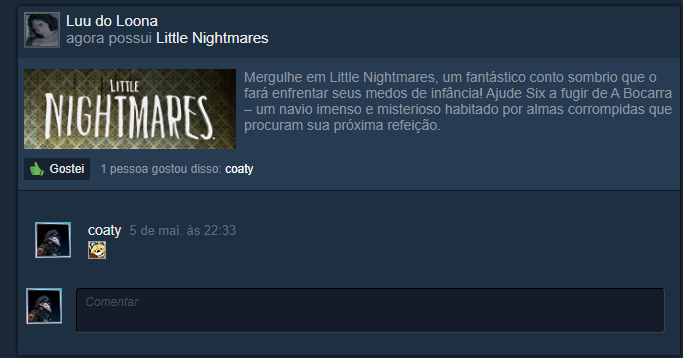 Luu do Loona
agora possui Little Nightmares
LITTLE
NIGHTMARES
Mergulhe em Little Nightmares, um fantástico conto sombrio que o
fará enfrentar seus medos de infância! Ajude Six a fugir de A Bocarra
– um navio imenso e misterioso habitado por almas corrompidas que
procuram sua próxima refeição.
Gostei 1 pessoa gostou disso: coaty
coaty 5 de mai. às 22:33
Comentar